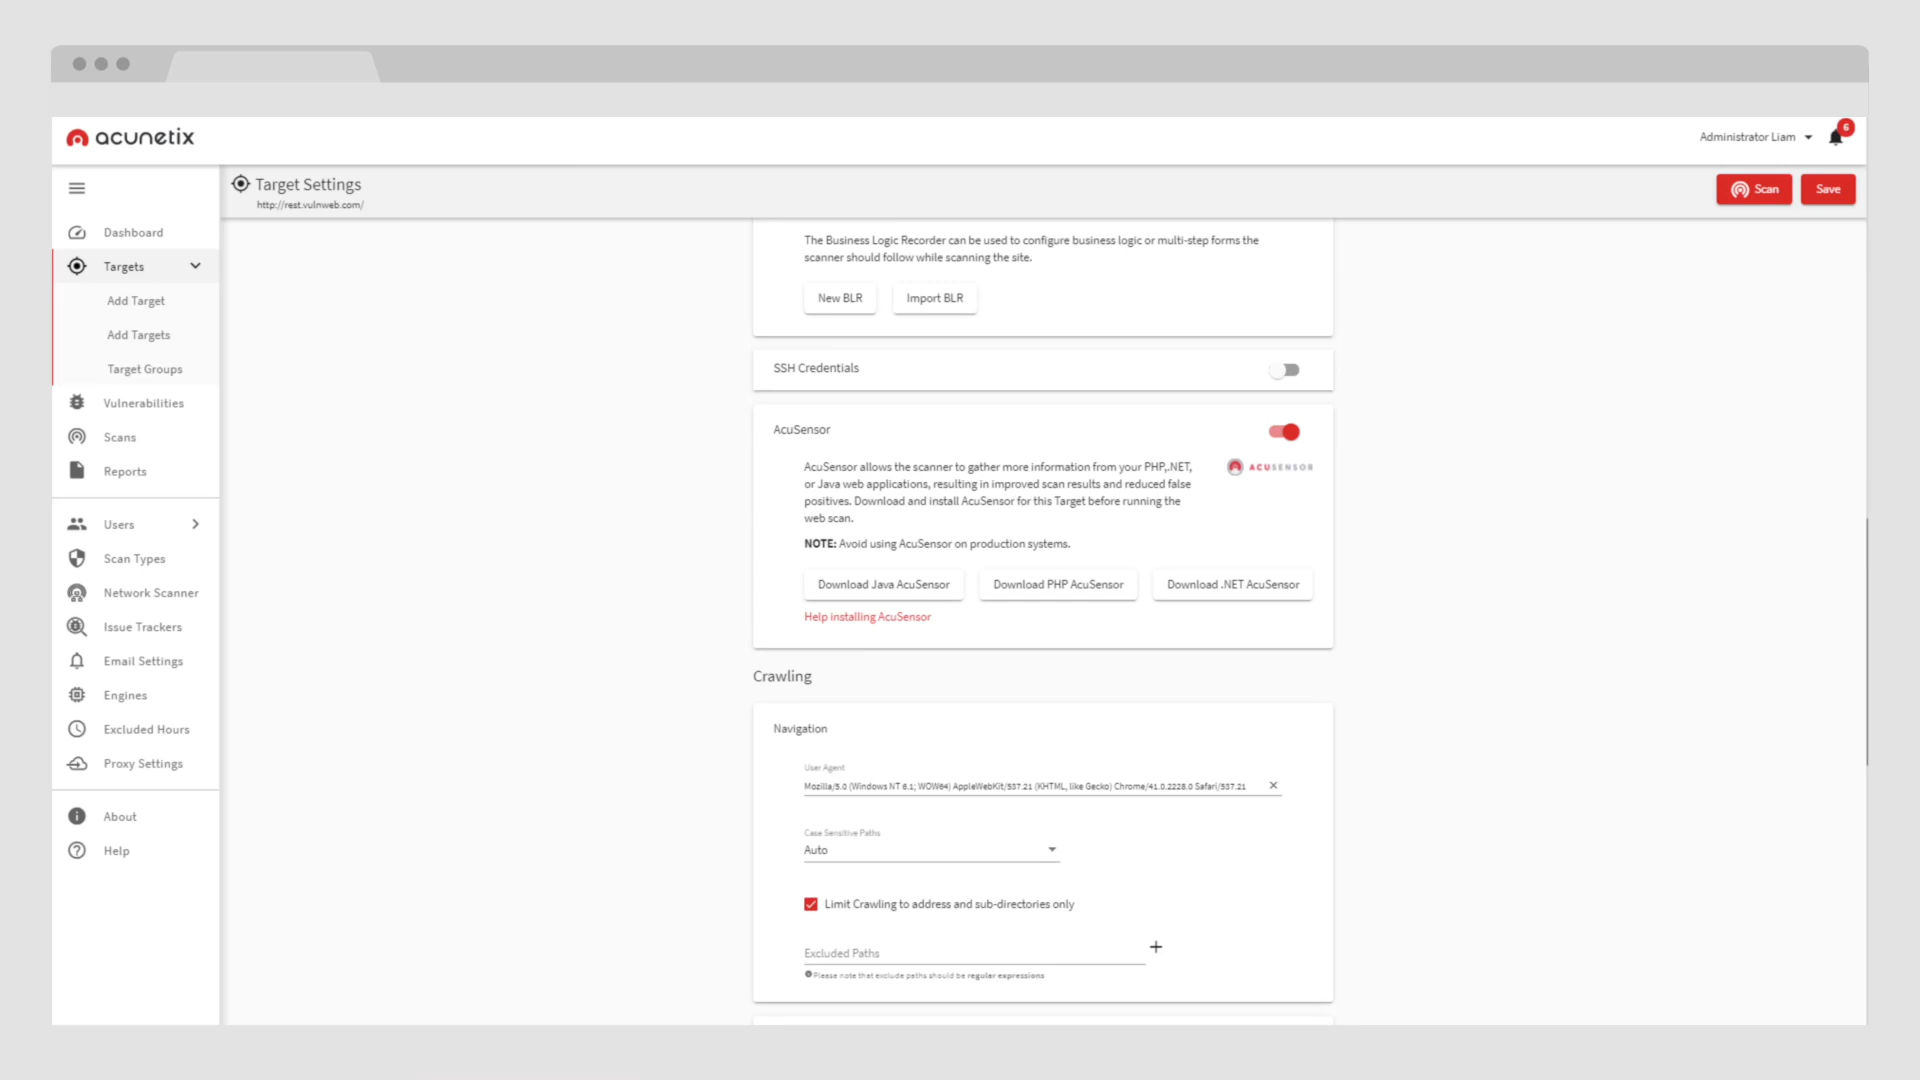 acunetix
Administrator Liam
6
Target Settings
http://rest.vulnweb.com/
Scan
Save
Dashboard
Targets
Add Target
Add Targets
Target Groups
Vulnerabilities
Scans
Reports
Users
Scan Types
Network Scanner
Issue Trackers
Email Settings
Engines
Excluded Hours
Proxy Settings
About
Help
The Business Logic Recorder can be used to configure business logic or multi-step forms the
scanner should follow while scanning the site.
New BLR
Import BLR
SSH Credentials
AcuSensor
AcuSensor allows the scanner to gather more information from your PHP,.NET,
or Java web applications, resulting in improved scan results and reduced false
positives. Download and install AcuSensor for this Target before running the
web scan.
ACUSENSOR
NOTE: Avoid using AcuSensor on production systems.
Download Java AcuSensor
Download PHP AcuSensor
Download .NET AcuSensor
Help installing AcuSensor
Crawling
Navigation
User Agent
Mozilla/5.0 (Windows NT 6.1; WOW64) AppleWebKit/537.21 (KHTML, like Gecko) Chrome/41.0.2228.0 Safari/537.21
Case Sensitive Paths
Auto
Limit Crawling to address and sub-directories only
Excluded Paths
Please note that exclude paths should be regular expressions